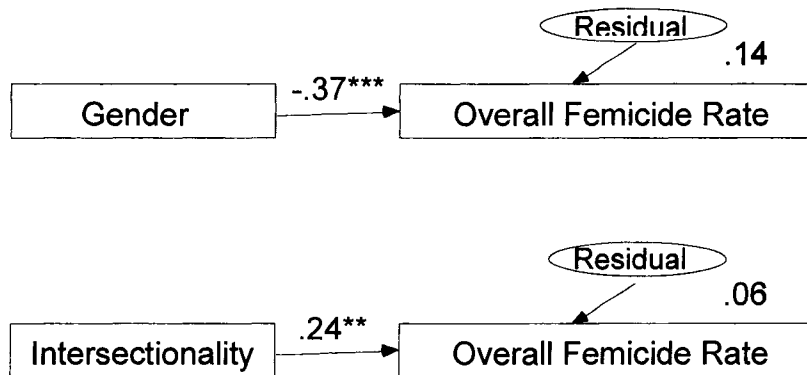 Residual
.14
-.37***
Gender
Overall Femicide Rate
Residual
.06
.24**
Intersectionality
Overall Femicide Rate